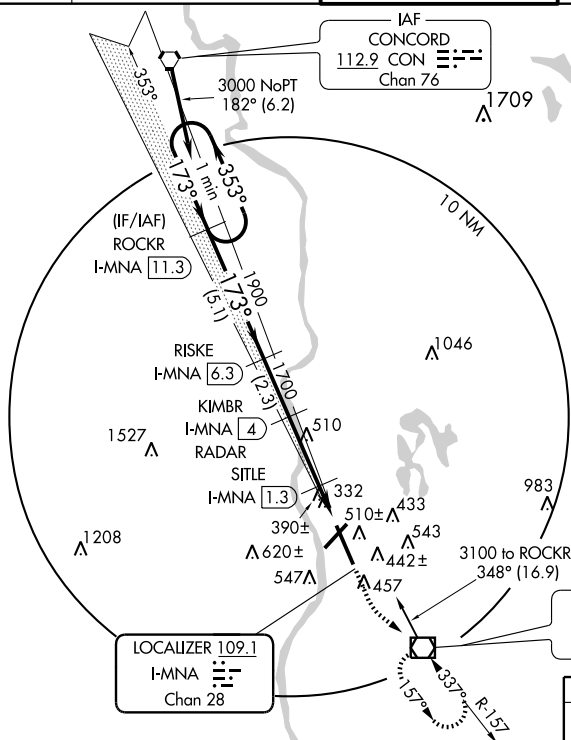 IAF
CONCORD
112.9 CON
Chan 76
3000 NoPT
182° (6.2)
1709
353°
1 min
173°
353°
10 NM
(IF/IAF)
ROCKR
I-MNA 11.3
1900
173°
(5.1)
RISKE
I-MNA 6.3
1700
(2.3)
1046
KIMBR
I-MNA 4
RADAR
510
1527
SITLE
I-MNA 1.3
332
390±
510±
433
983
543
1208
620±
442±
547
457
3100 to ROCKR
348° (16.9)
LOCALIZER 109.1
I-MNA
Chan 28
337°
157°
R-157